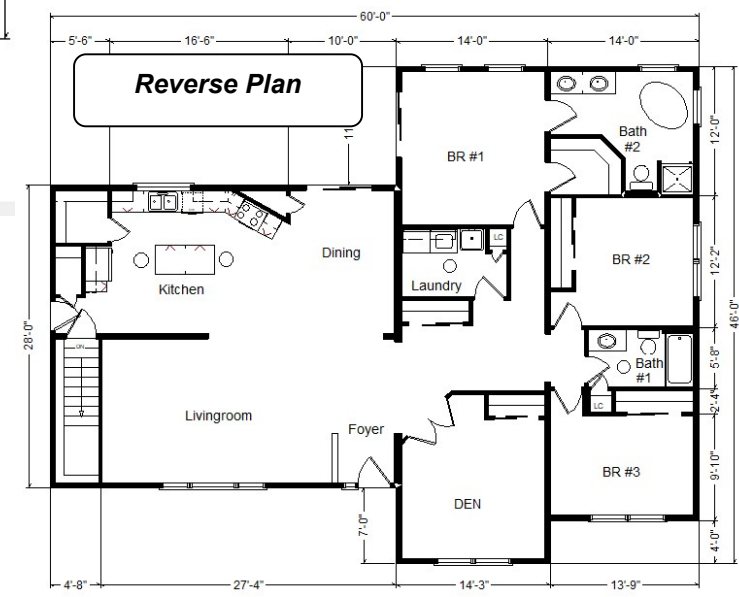 60'-0"
5'-6" 16'-6" 10'-0" 14'-0" 14'-0"
Reverse Plan
11
12'-0"
Bath
#2
BR #1
Dining
Kitchen
Laundry
LC
BR #2
12'-2"
28'-0"
46'-0"
DN
Bath
#1
5'-8"
LC
2'-4"
Livingroom
Foyer
BR #3
9'-10"
DEN
7'-0"
4'-0"
4'-8" 27'-4" 14'-3" 13'-9"